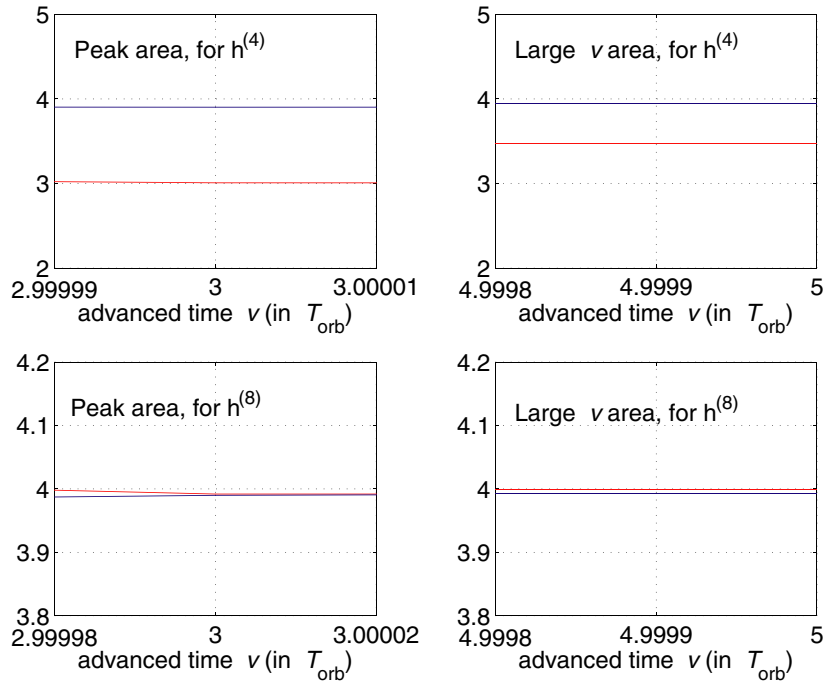 5
Peak area, for h(4)
4
3
2
2.99999 3 3.00001
advanced time v (in Torb)
5
Large v area, for h(4)
4
3
2
4.9998 4.9999 5
advanced time v (in Torb)
4.2
Peak area, for h(8)
4.1
4
3.9
3.8
2.99998 3 3.00002
advanced time v (in Torb)
4.2
Large v area, for h(8)
4.1
4
3.9
3.8
4.9998 4.9999 5
advanced time v (in Torb)